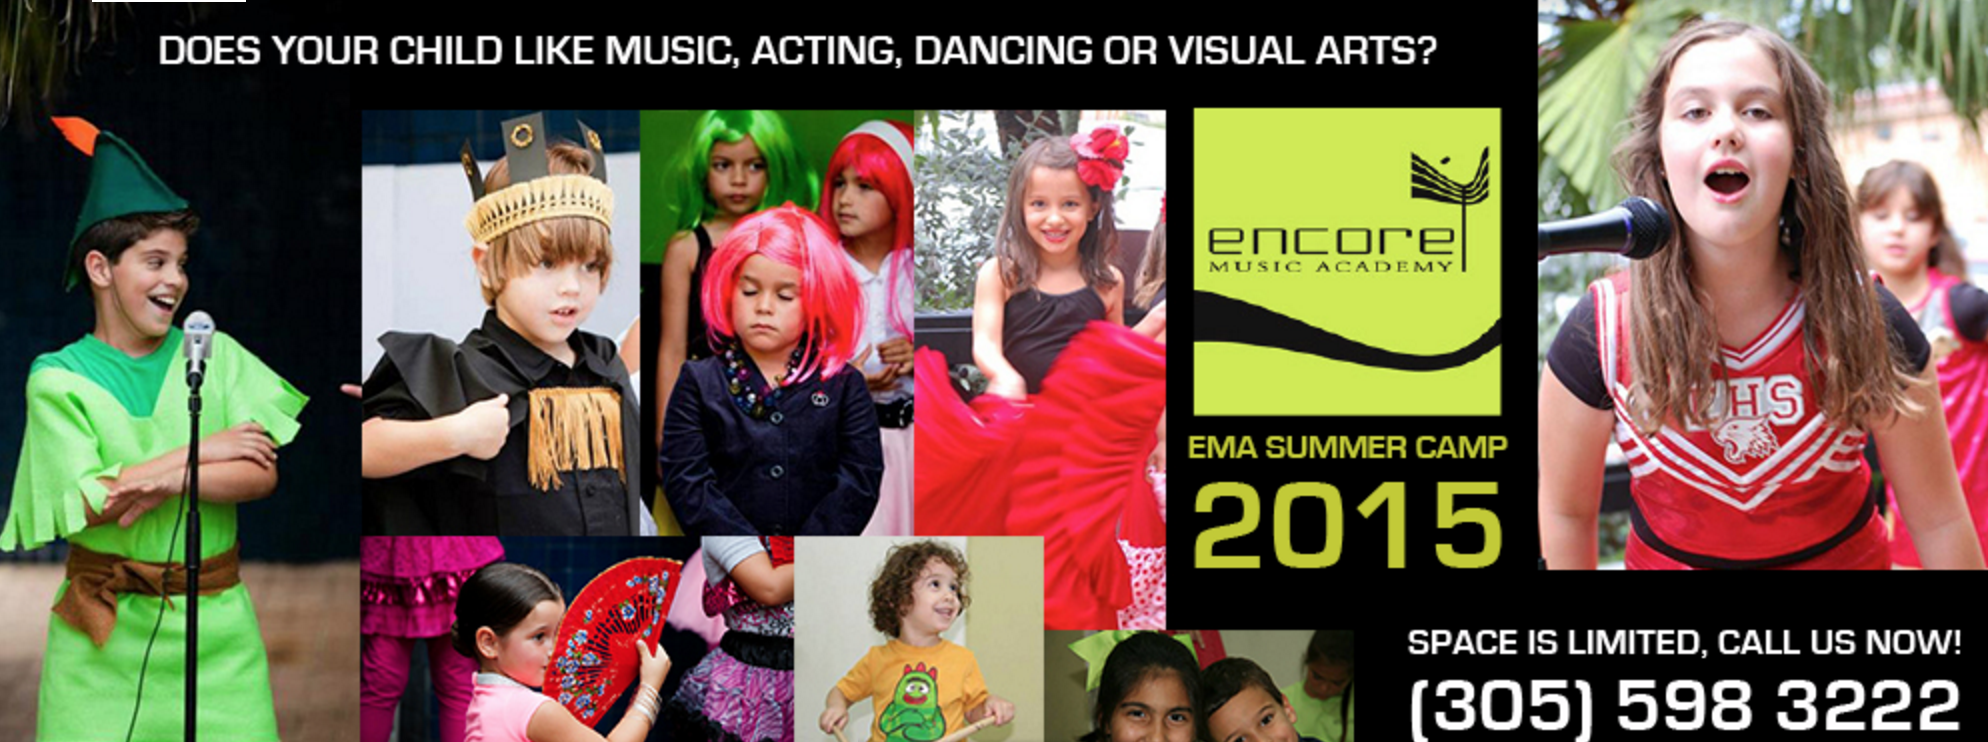 DOES YOUR CHILD LIKE MUSIC, ACTING, DANCING OR VISUAL ARTS?
encore
MUSIC ACADEMY
EMA SUMMER CAMP
2015
HS
SPACE IS LIMITED, CALL US NOW!
(305) 598 3222